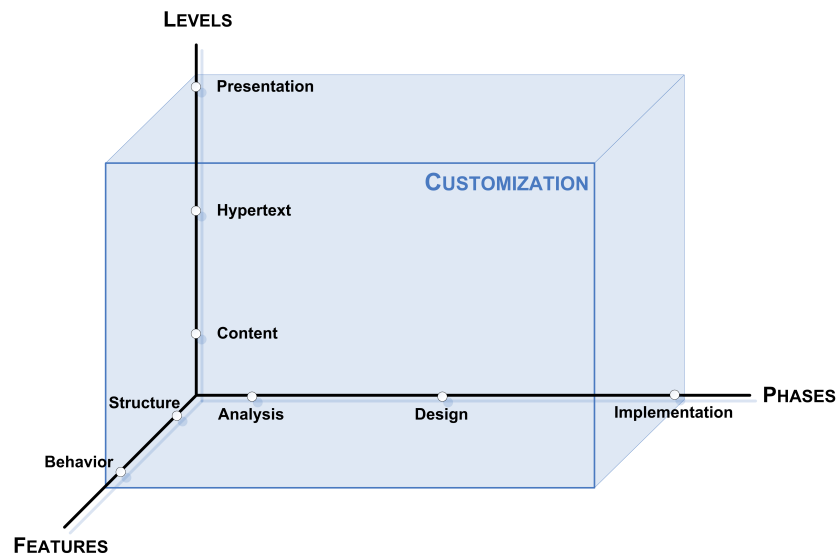 LEVELS
Presentation
CUSTOMIZATION
Hypertext
Content
Structure
Analysis
Design
Implementation
PHASES
Behavior
FEATURES